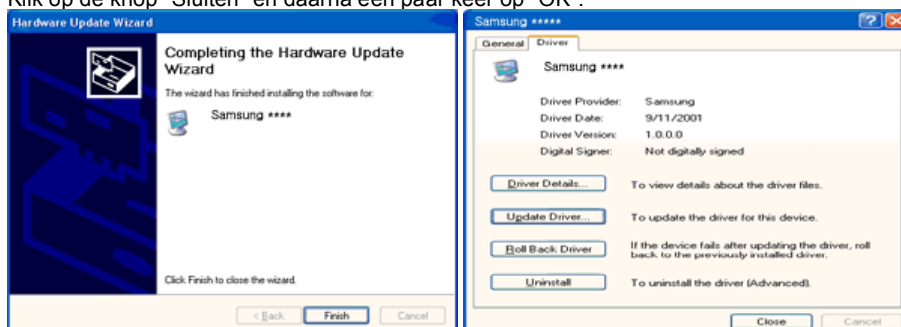 Klik op de knop "Sluiten" en daarna een paar keer op "OK".
Hardware Update Wizard
Completing the Hardware Update
Wizard
The wizard has finished installing the software for:
Samsung ****
Click Finish to close the wizard.
< Back
Finish
Cancel
Samsung *****
General
Driver
Samsung ****
Driver Provider: Samsung
Driver Date: 9/11/2001
Driver Version: 1.0.0.0
Digital Signer: Not digitally signed
Driver Details... To view details about the driver files.
Update Driver... To update the driver for this device.
Roll Back Driver If the device fails after updating the driver, roll
back to the previously installed driver.
Uninstall To uninstall the driver (Advanced).
Close
Cancel